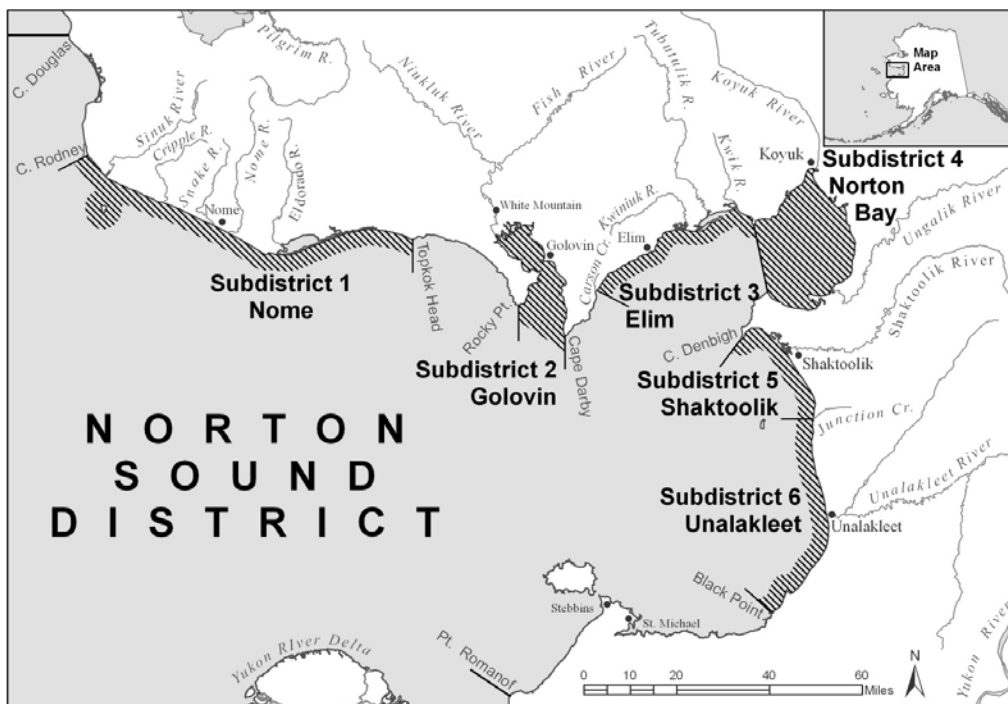 C. Douglas
Pilgrim R.
Niukluk River
Fish River
Tubutulik R.
Koyuk River
Map
Area
Sinuk River
Cripple R.
Snake R.
Nome R.
Eldorado R.
Kwik R.
Koyuk
Subdistrict 4
Norton
Bay
Ungalik River
C. Rodney
Nome
White Mountain
Golovin
Kwiniuk R.
Carson Cr.
Elim
Shaktoolik River
Subdistrict 1
Nome
Topkok Head
Rocky Pt.
Subdistrict 3
Elim
Subdistrict 2
Golovin
Cape Darby
C. Denbigh
Shaktoolik
Subdistrict 5
Shaktoolik
Junction Cr.
NORTON
SOUND
DISTRICT
Subdistrict 6
Unalakleet
Unalakleet River
Unalakleet
Black Point
Stebbins
St. Michael
Yukon RIver Delta
Pt. Romanof
Yukon River
N
0 10 20 40 60
Miles